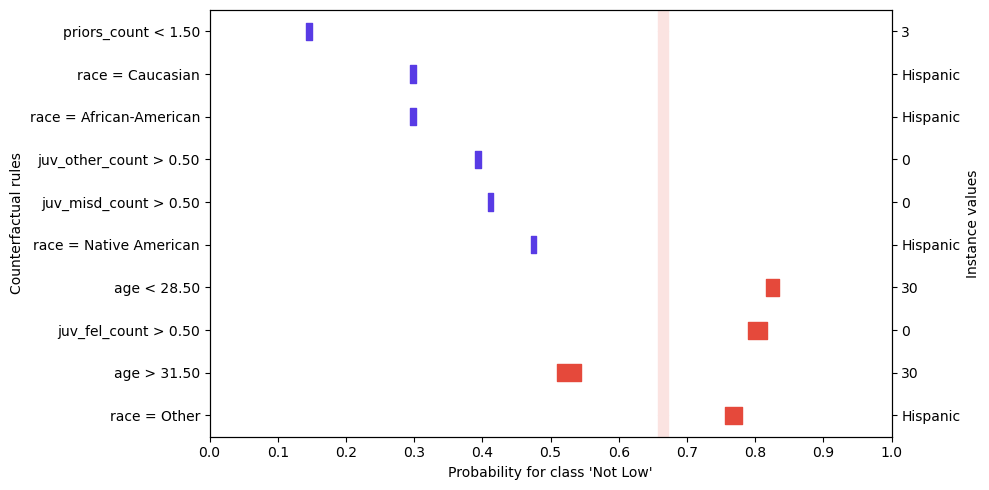 Counterfactual rules
priors_count < 1.50
3
race = Caucasian
Hispanic
race = African-American
Hispanic
juv_other_count > 0.50
0
juv_misd_count > 0.50
0
race = Native American
Hispanic
age < 28.50
30
juv_fel_count > 0.50
0
age > 31.50
30
race = Other
Hispanic
Instance values
0.0 0.1 0.2 0.3 0.4 0.5 0.6 0.7 0.8 0.9 1.0
Probability for class 'Not Low'